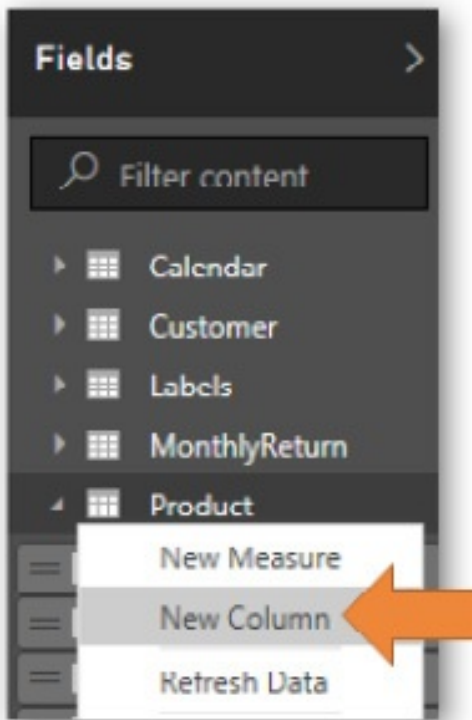 Fields
Filter content
Calendar
Customer
Labels
MonthlyReturn
Product
New Measure
New Column
Refresh Data